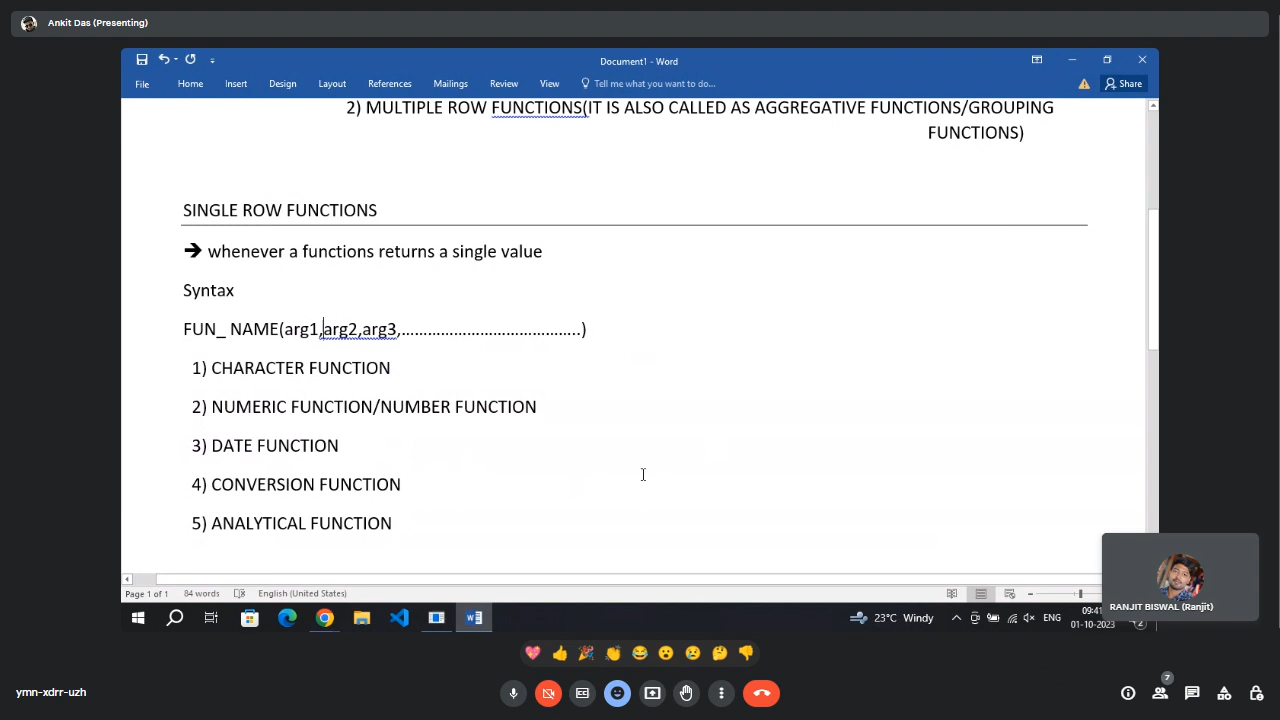 Ankit Das (Presenting)
Document1 - Word
File Home Insert Design Layout References Mailings Review View Tell me what you want to do... Share
2) MULTIPLE ROW FUNCTIONS(IT IS ALSO CALLED AS AGGREGATIVE FUNCTIONS/GROUPING
FUNCTIONS)
SINGLE ROW FUNCTIONS
➔ whenever a functions returns a single value
Syntax
FUN_ NAME(arg1,arg2,arg3,…………………………………..)
1) CHARACTER FUNCTION
2) NUMERIC FUNCTION/NUMBER FUNCTION
3) DATE FUNCTION
4) CONVERSION FUNCTION
5) ANALYTICAL FUNCTION
Page 1 of 1 84 words English (United States)
RANJIT BISWAL (Ranjit)
23°C Windy ENG
09:41
01-10-2023
2
ymn-xdrr-uzh
7